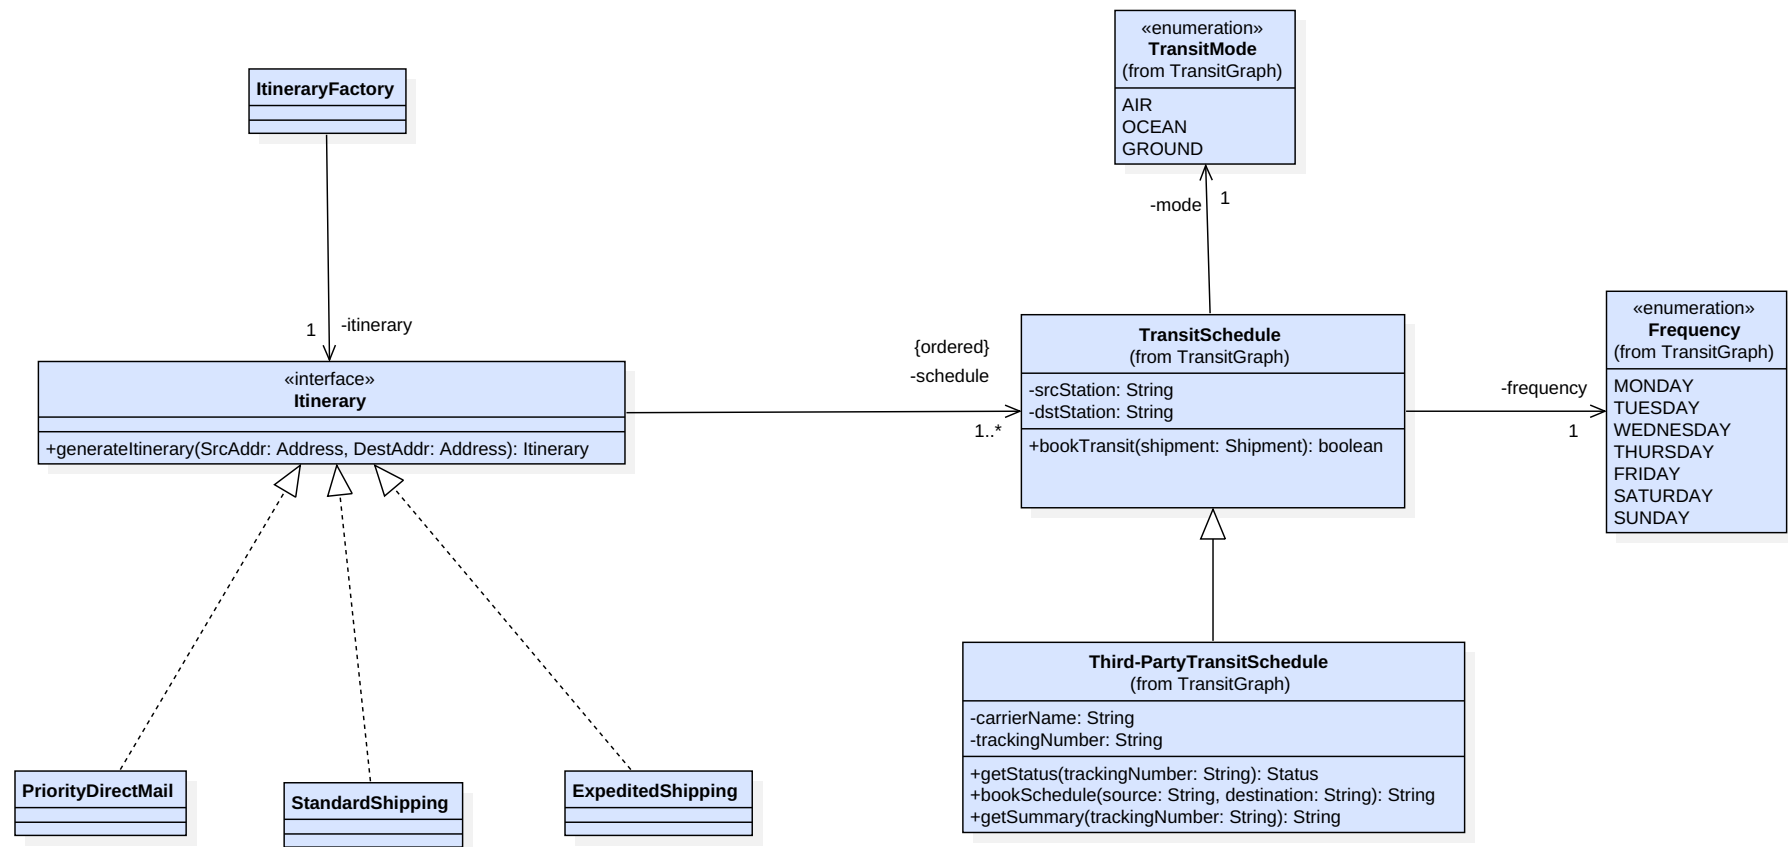 «enumeration»
TransitMode
(from TransitGraph)
AIR
OCEAN
GROUND
ItineraryFactory
-mode
1
1
-itinerary
«interface»
Itinerary
+generateItinerary(SrcAddr: Address, DestAddr: Address): Itinerary
{ordered}
-schedule
1..*
TransitSchedule
(from TransitGraph)
-srcStation: String
-dstStation: String
+bookTransit(shipment: Shipment): boolean
-frequency
1
«enumeration»
Frequency
(from TransitGraph)
MONDAY
TUESDAY
WEDNESDAY
THURSDAY
FRIDAY
SATURDAY
SUNDAY
Third-PartyTransitSchedule
(from TransitGraph)
-carrierName: String
-trackingNumber: String
+getStatus(trackingNumber: String): Status
+bookSchedule(source: String, destination: String): String
+getSummary(trackingNumber: String): String
PriorityDirectMail
StandardShipping
ExpeditedShipping